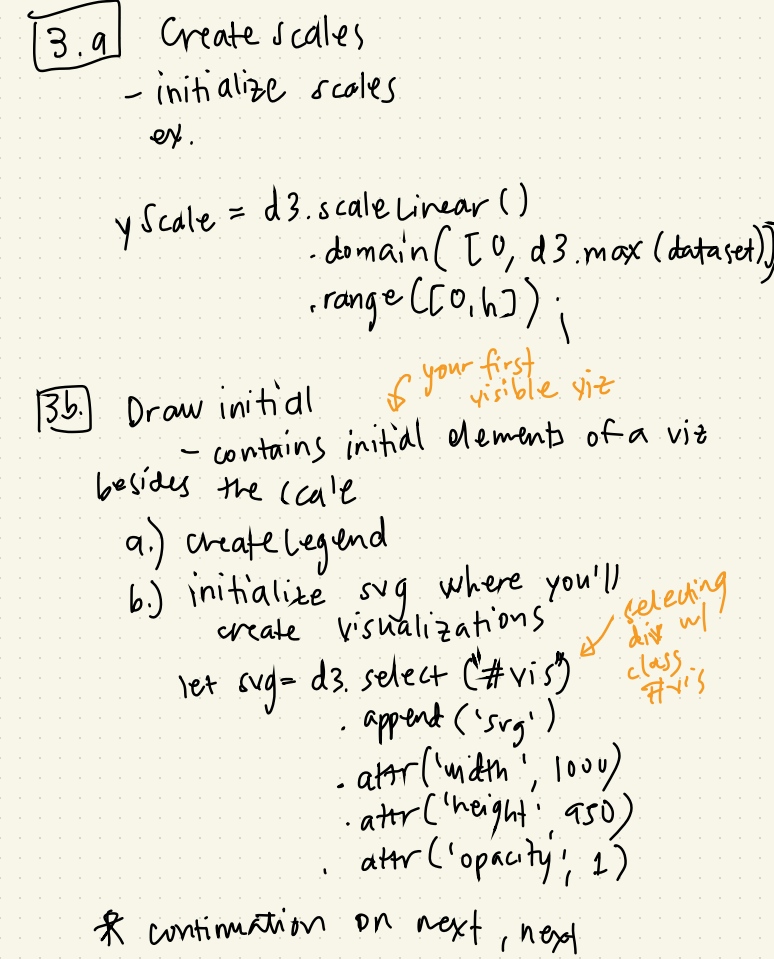 3.a Create scales
- initialize scales
ex.
yScale = d3.scaleLinear()
.domain([0, d3.max(dataset)])
.range([0,h]);
3b. Draw initial
your first
visible viz
- contains initial elements of a viz
besides the scale
a.) create legend
b.) initialize svg where you'll
create visualizations
selecting
div w/
class
#vis
let svg = d3.select("#vis")
.append('svg')
.attr('width', 1000)
.attr('height', 950)
.attr('opacity', 1)
* continuation on next, next